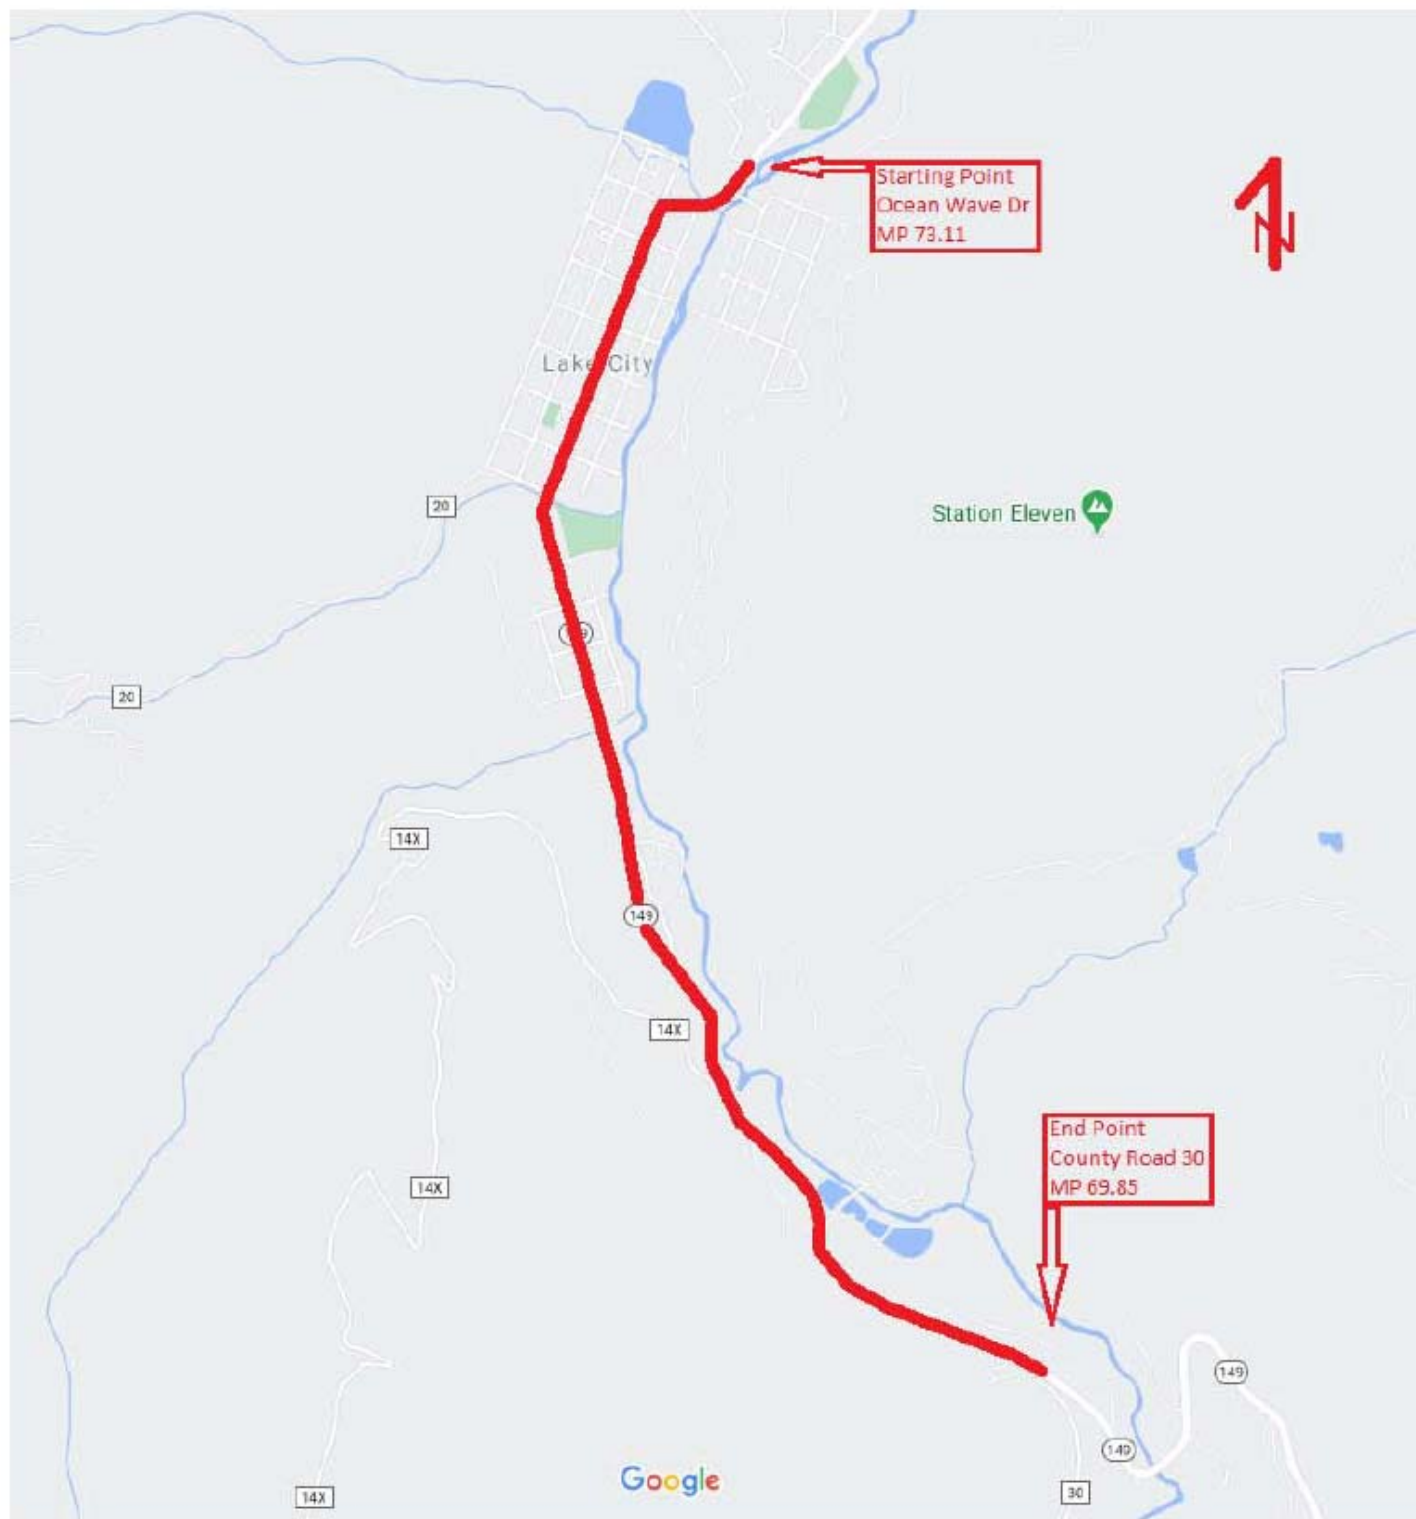 Starting Point
Ocean Wave Dr
MP 73.11
N
Lake City
20
Station Eleven
20
14X
149
14X
End Point
County Road 30
MP 69.85
14X
149
149
Google
14X
30